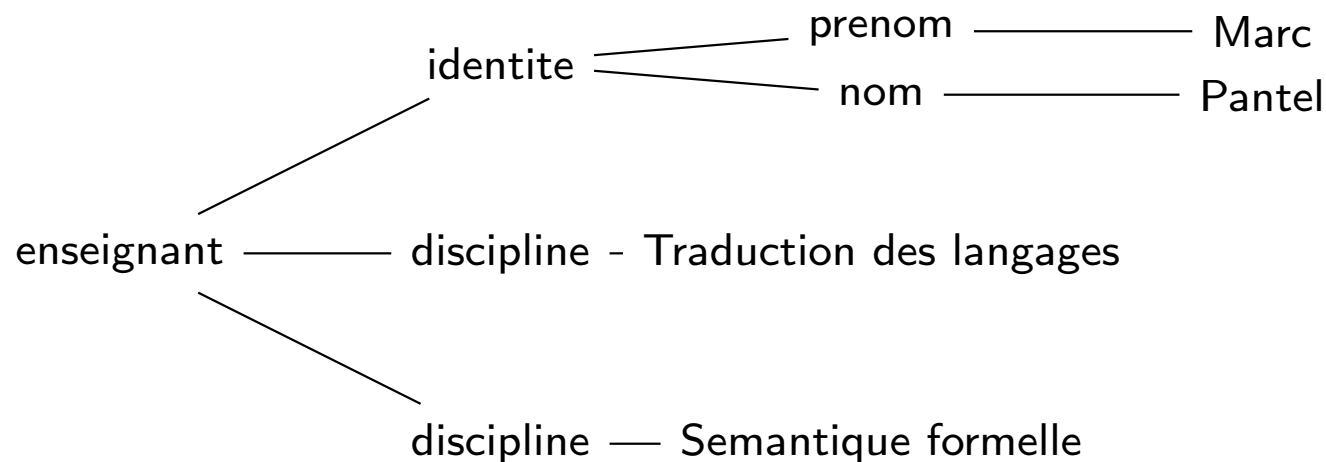 prenom Marc
identite
nom Pantel
enseignant discipline - Traduction des langages
discipline Semantique formelle